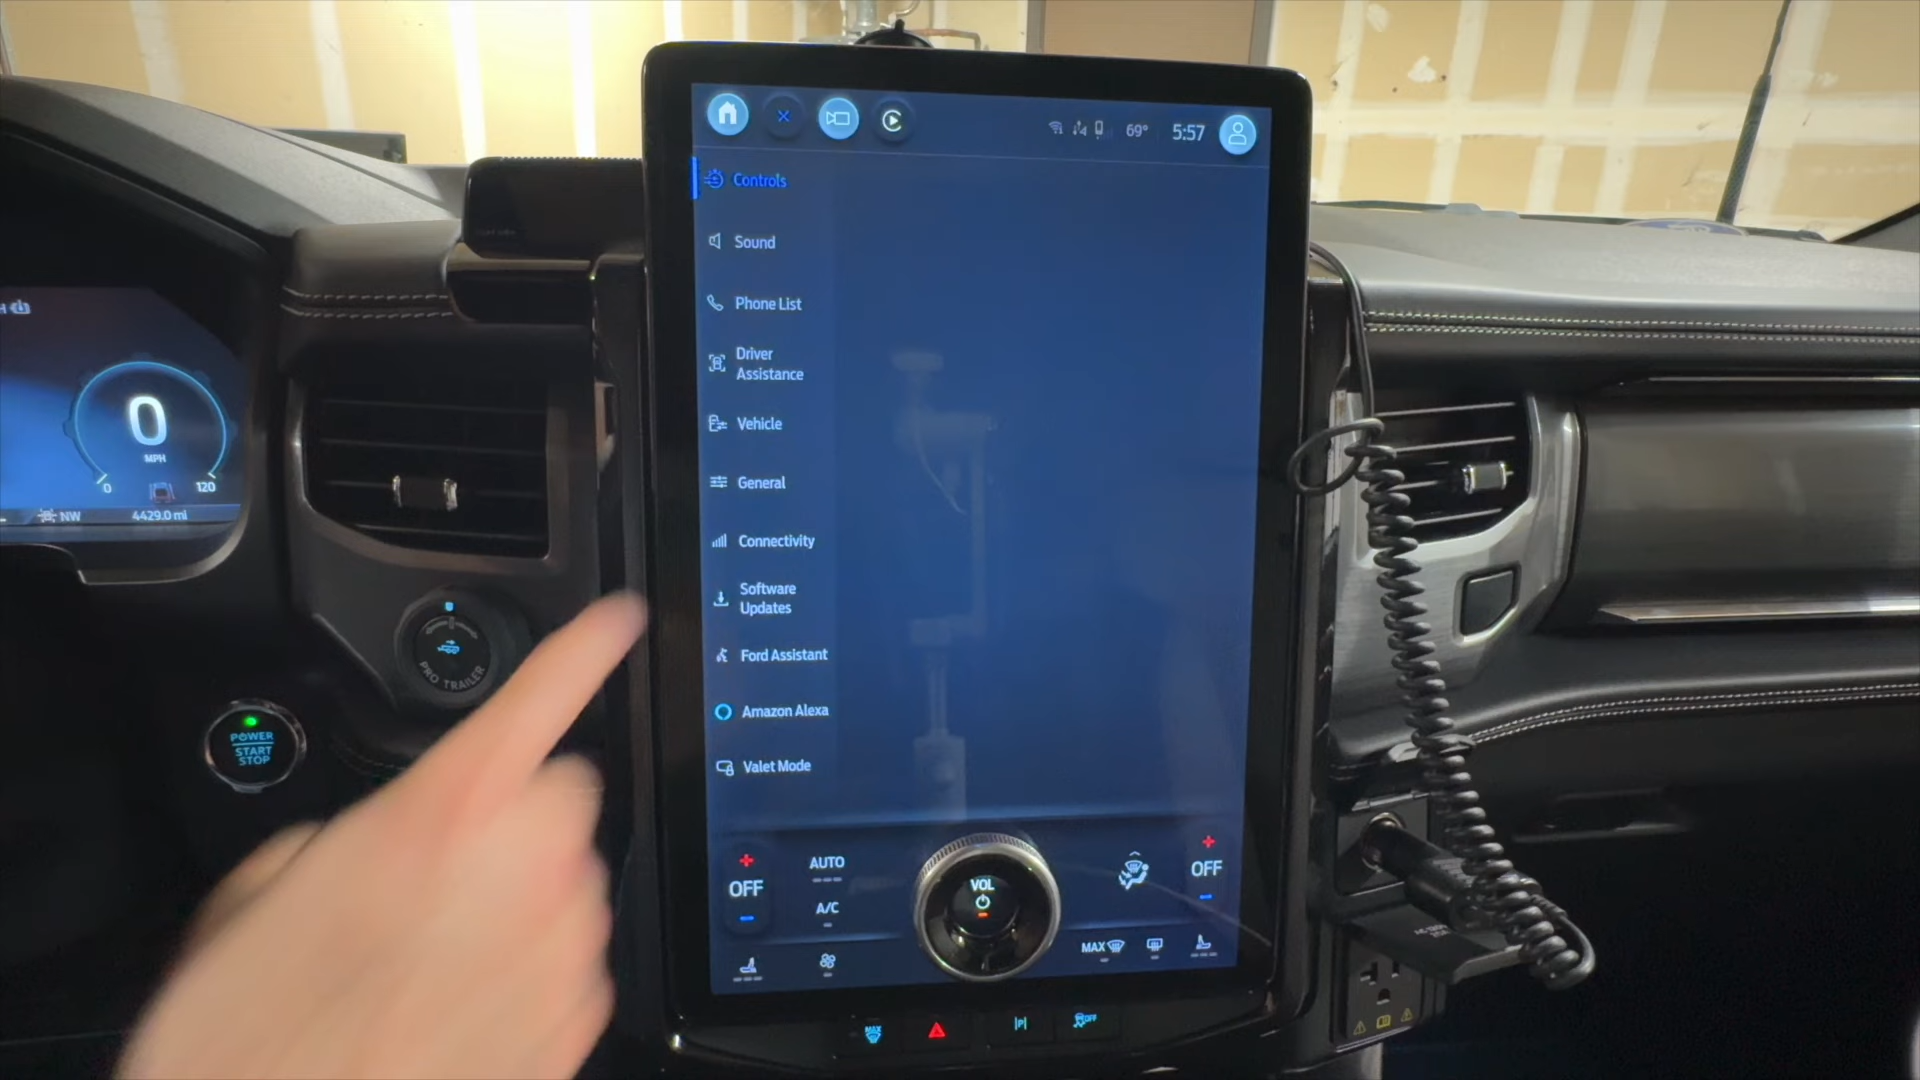 69°
5:57
Controls
Sound
Phone List
Driver
Assistance
Vehicle
General
Connectivity
Software
Updates
Ford Assistant
Amazon Alexa
Valet Mode
0
MPH
0
120
NW
4429.0 mi
PRO TRAILER
POWER
START
STOP
OFF
AUTO
A/C
VOL
OFF
MAX
MAX
P
OFF